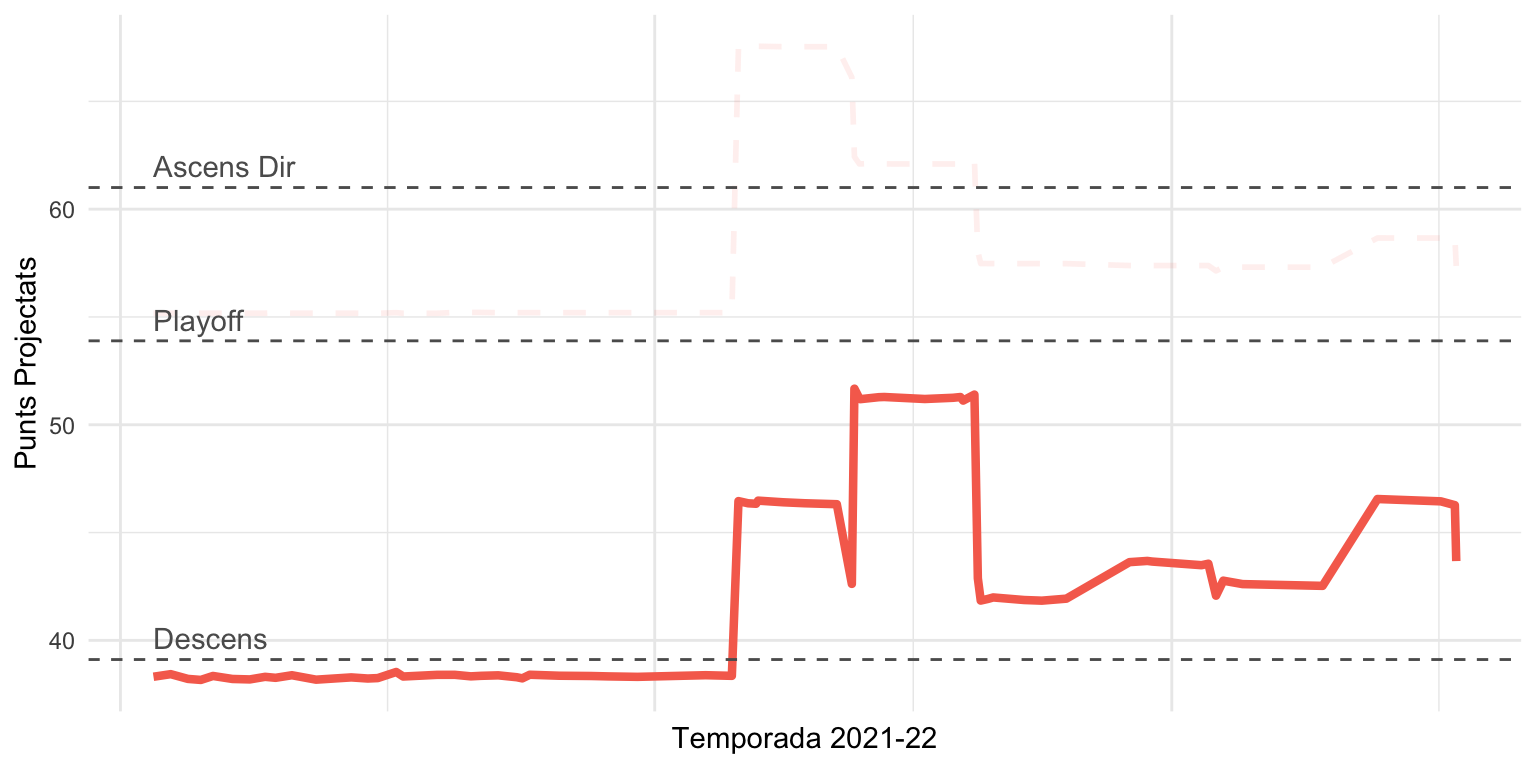 Ascens Dir
60
Playoff
50
Descens
40
Punts Projectats
Temporada 2021-22